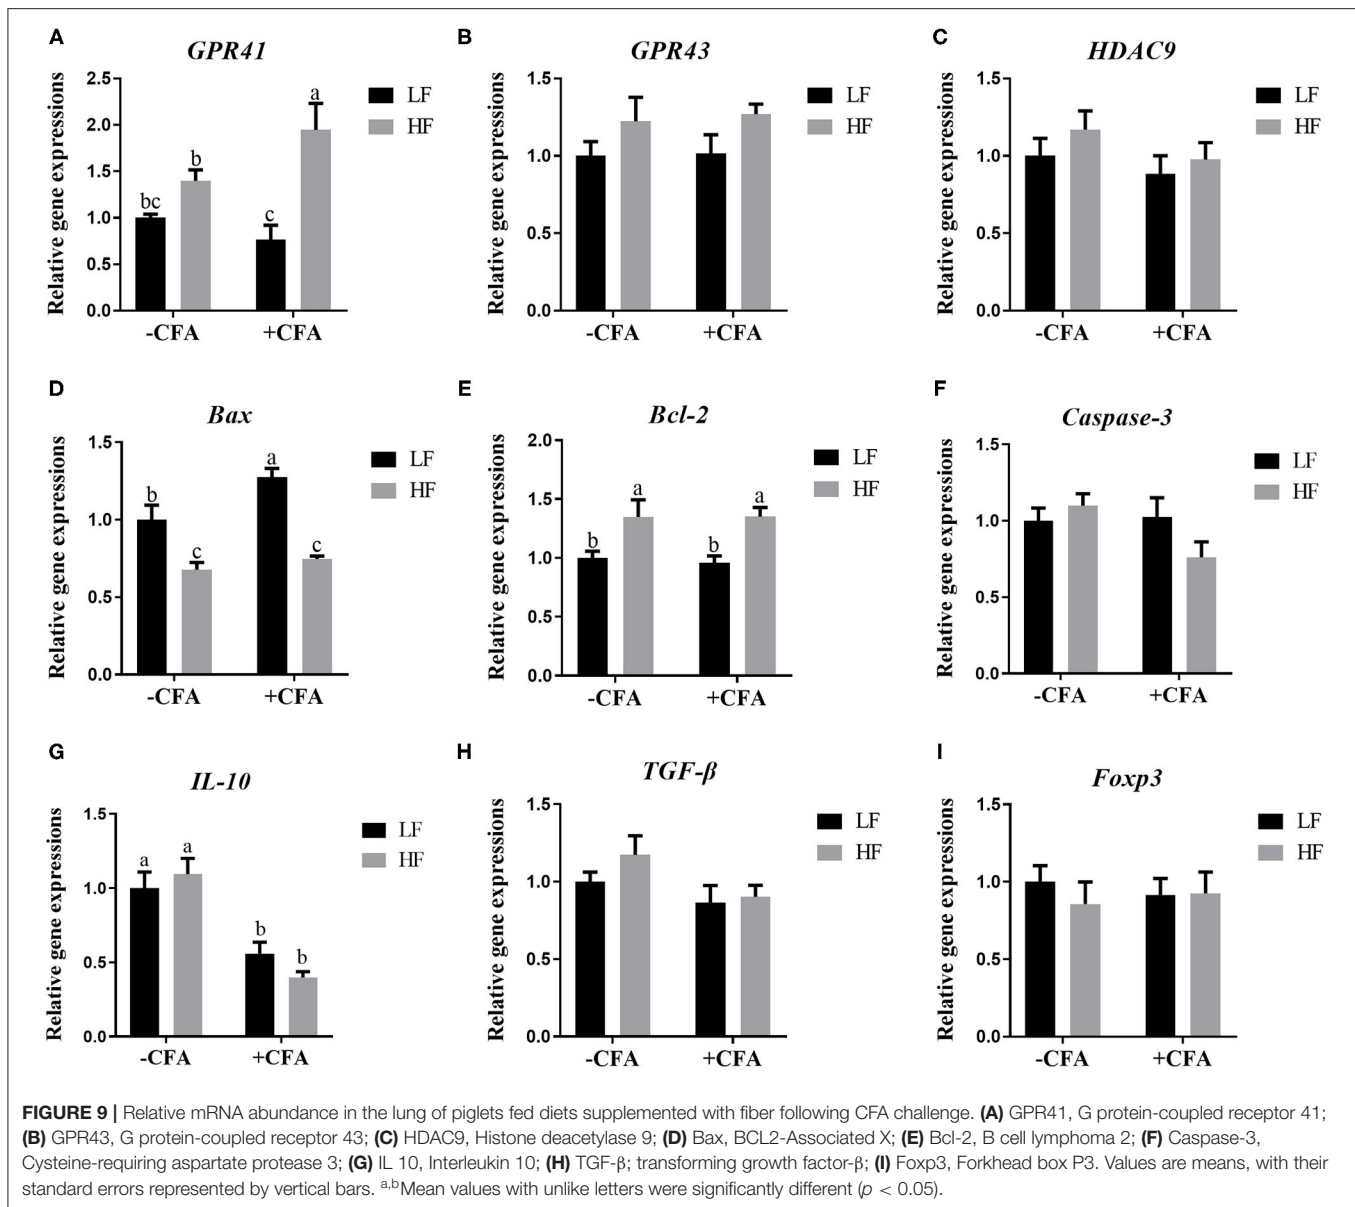 A
GPR41
Relative gene expressions
2.5
2.0
1.5
1.0
0.5
0.0
bc
b
c
a
-CFA
+CFA
LF
HF
B
GPR43
Relative gene expressions
1.5
1.0
0.5
0.0
-CFA
+CFA
LF
HF
C
HDAC9
Relative gene expressions
1.5
1.0
0.5
0.0
-CFA
+CFA
LF
HF
D
Bax
Relative gene expressions
1.5
1.0
0.5
0.0
b
c
a
c
-CFA
+CFA
LF
HF
E
Bcl-2
Relative gene expressions
2.0
1.5
1.0
0.5
0.0
b
a
b
a
-CFA
+CFA
LF
HF
F
Caspase-3
Relative gene expressions
1.5
1.0
0.5
0.0
-CFA
+CFA
LF
HF
G
IL-10
Relative gene expressions
1.5
1.0
0.5
0.0
a
a
b
b
-CFA
+CFA
LF
HF
H
TGF-β
Relative gene expressions
1.5
1.0
0.5
0.0
-CFA
+CFA
LF
HF
I
Foxp3
Relative gene expressions
1.5
1.0
0.5
0.0
-CFA
+CFA
LF
HF
FIGURE 9 | Relative mRNA abundance in the lung of piglets fed diets supplemented with fiber following CFA challenge. (A) GPR41, G protein-coupled receptor 41;
(B) GPR43, G protein-coupled receptor 43; (C) HDAC9, Histone deacetylase 9; (D) Bax, BCL2-Associated X; (E) Bcl-2, B cell lymphoma 2; (F) Caspase-3,
Cysteine-requiring aspartate protease 3; (G) IL 10, Interleukin 10; (H) TGF-β; transforming growth factor-β; (I) Foxp3, Forkhead box P3. Values are means, with their
standard errors represented by vertical bars. a,bMean values with unlike letters were significantly different (p < 0.05).